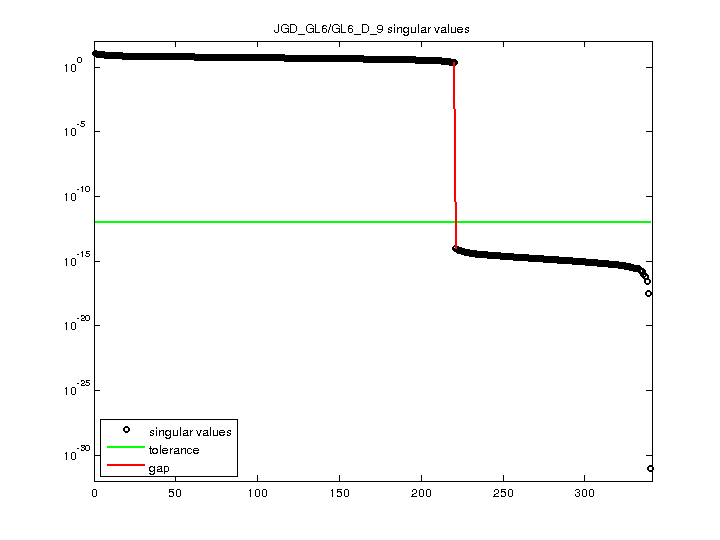 JGD_GL6/GL6_D_9 singular values
10^0
10^-5
10^-10
10^-15
10^-20
10^-25
10^-30
singular values
tolerance
gap
0 50 100 150 200 250 300